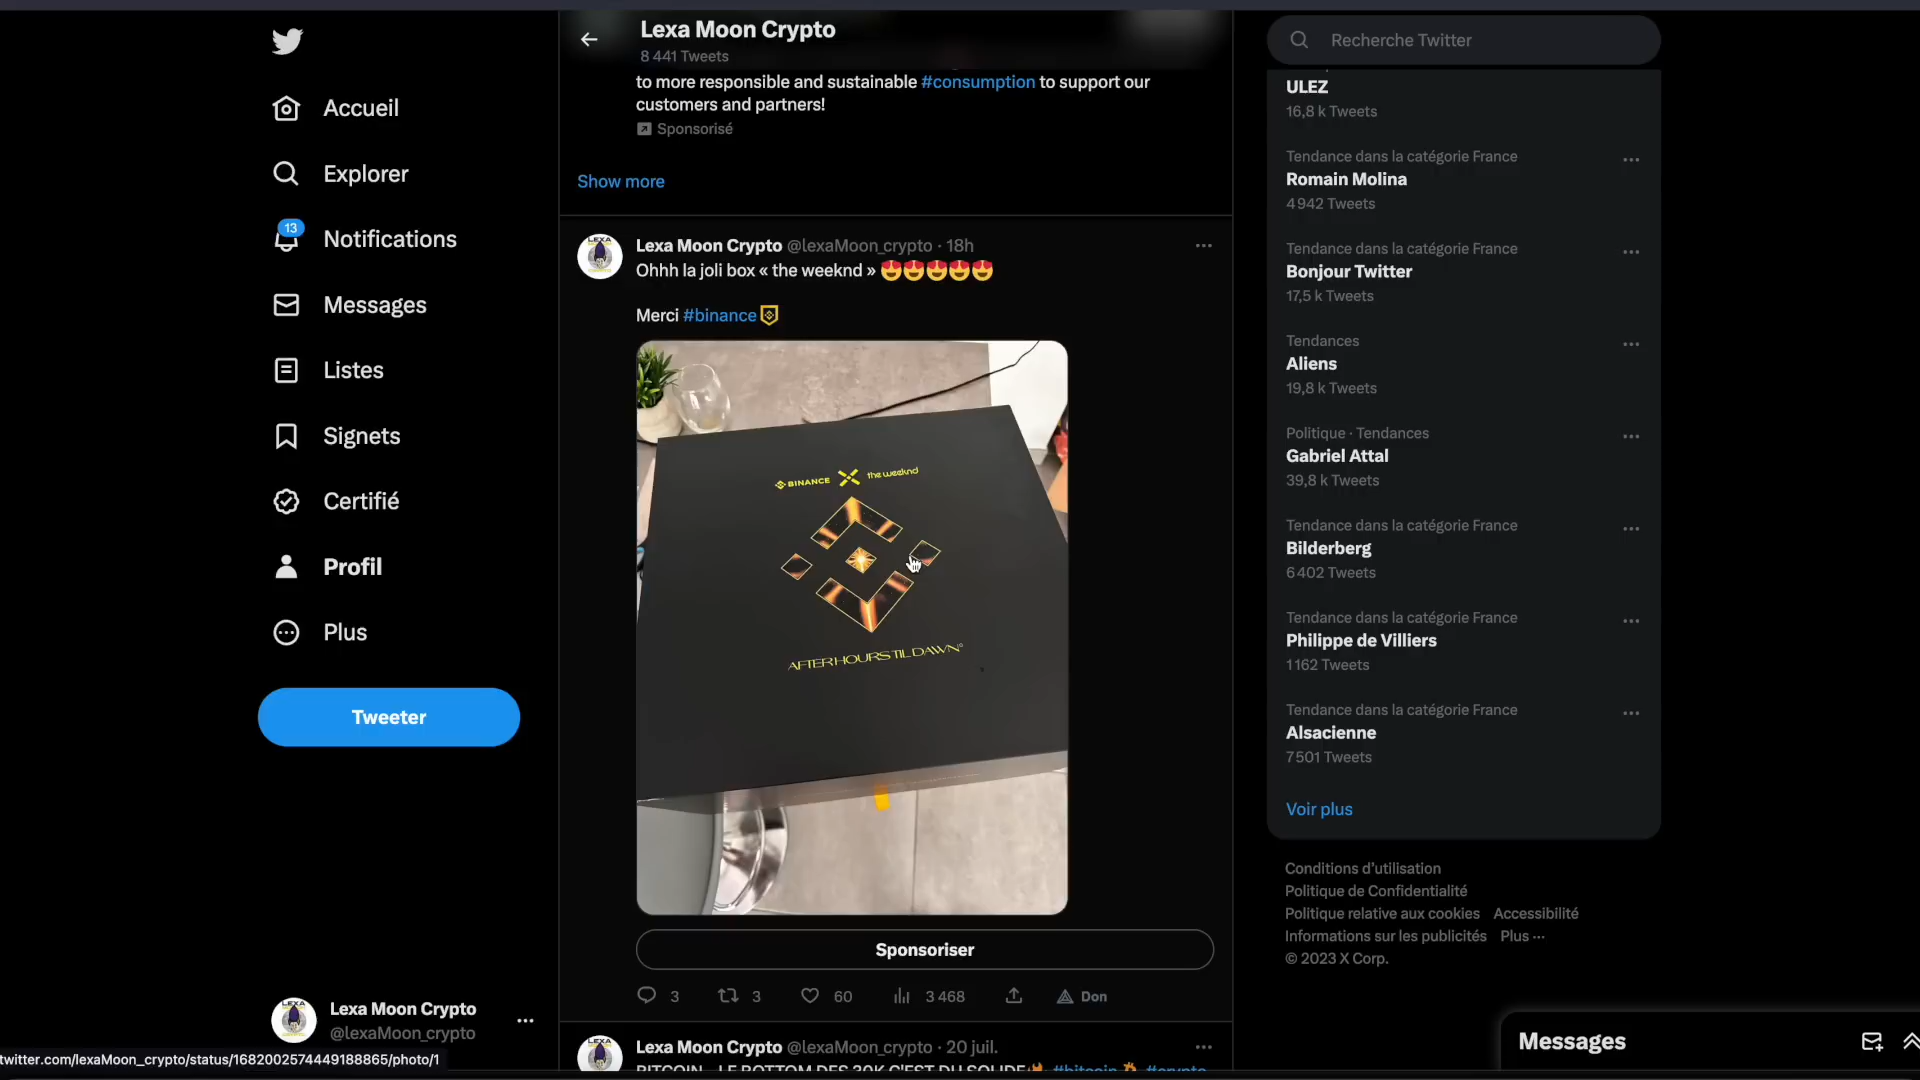 Lexa Moon Crypto
8 441 Tweets
to more responsible and sustainable #consumption to support our
customers and partners!
Sponsorisé
Show more
Lexa Moon Crypto @lexaMoon_crypto · 18h
Ohhh la joli box « the weeknd » 😍😍😍😍😍
Merci #binance
BINANCE X the weeknd
AFTER HOURS TIL DAWN
Sponsoriser
3
3
60
3 468
Don
Lexa Moon Crypto @lexaMoon_crypto · 20 juil.
BITCOIN - LE BOTTOM DES 30K C'EST DU SOLIDE #bitcoin #crypto
Accueil
Explorer
13
Notifications
Messages
Listes
Signets
Certifié
Profil
Plus
Tweeter
Lexa Moon Crypto
@lexaMoon_crypto
twitter.com/lexaMoon_crypto/status/1682002574449188865/photo/1
Recherche Twitter
ULEZ
16,8 k Tweets
Tendance dans la catégorie France
Romain Molina
4 942 Tweets
Tendance dans la catégorie France
Bonjour Twitter
17,5 k Tweets
Tendances
Aliens
19,8 k Tweets
Politique · Tendances
Gabriel Attal
39,8 k Tweets
Tendance dans la catégorie France
Bilderberg
6 402 Tweets
Tendance dans la catégorie France
Philippe de Villiers
1 162 Tweets
Tendance dans la catégorie France
Alsacienne
7 501 Tweets
Voir plus
Conditions d'utilisation
Politique de Confidentialité
Politique relative aux cookies Accessibilité
Informations sur les publicités Plus ···
© 2023 X Corp.
Messages